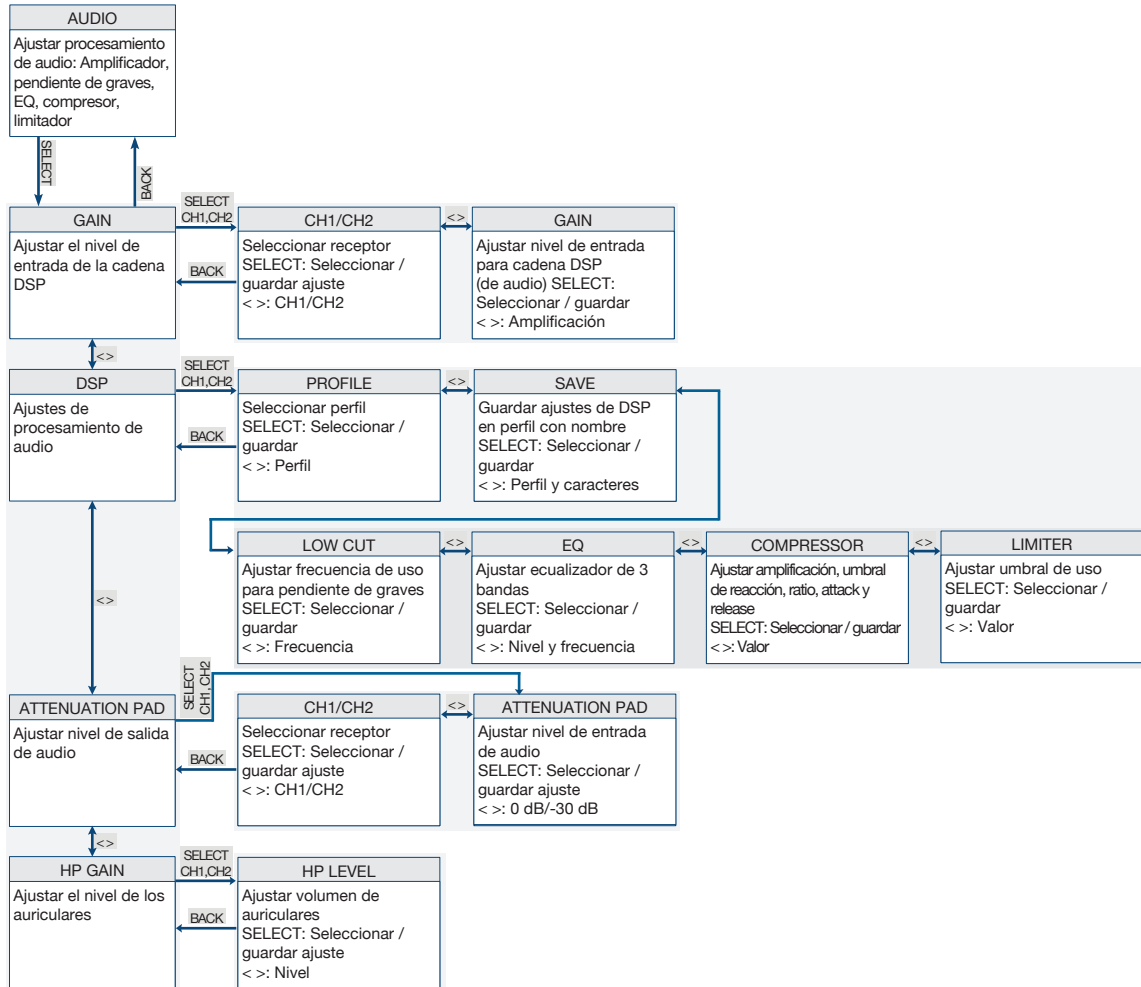 AUDIO
Ajustar procesamiento
de audio: Amplificador,
pendiente de graves,
EQ, compresor,
limitador
SELECT
BACK
GAIN
Ajustar el nivel de
entrada de la cadena
DSP
SELECT
CH1,CH2
BACK
CH1/CH2
Seleccionar receptor
SELECT: Seleccionar /
guardar ajuste
< >: CH1/CH2
<>
GAIN
Ajustar nivel de entrada
para cadena DSP
(de audio) SELECT:
Seleccionar / guardar
< >: Amplificación
<>
DSP
Ajustes de
procesamiento de
audio
SELECT
CH1,CH2
BACK
PROFILE
Seleccionar perfil
SELECT: Seleccionar /
guardar
< >: Perfil
<>
SAVE
Guardar ajustes de DSP
en perfil con nombre
SELECT: Seleccionar /
guardar
< >: Perfil y caracteres
LOW CUT
Ajustar frecuencia de uso
para pendiente de graves
SELECT: Seleccionar /
guardar
< >: Frecuencia
<>
EQ
Ajustar ecualizador de 3
bandas
SELECT: Seleccionar /
guardar
< >: Nivel y frecuencia
<>
COMPRESSOR
Ajustar amplificación, umbral
de reacción, ratio, attack y
release
SELECT: Seleccionar / guardar
< >: Valor
<>
LIMITER
Ajustar umbral de uso
SELECT: Seleccionar /
guardar
< >: Valor
<>
ATTENUATION PAD
Ajustar nivel de salida
de audio
SELECT
CH1, CH2
BACK
CH1/CH2
Seleccionar receptor
SELECT: Seleccionar /
guardar ajuste
< >: CH1/CH2
<>
ATTENUATION PAD
Ajustar nivel de entrada
de audio
SELECT: Seleccionar /
guardar ajuste
< >: 0 dB/-30 dB
<>
HP GAIN
Ajustar el nivel de los
auriculares
SELECT
CH1,CH2
BACK
HP LEVEL
Ajustar volumen de
auriculares
SELECT: Seleccionar /
guardar ajuste
< >: Nivel